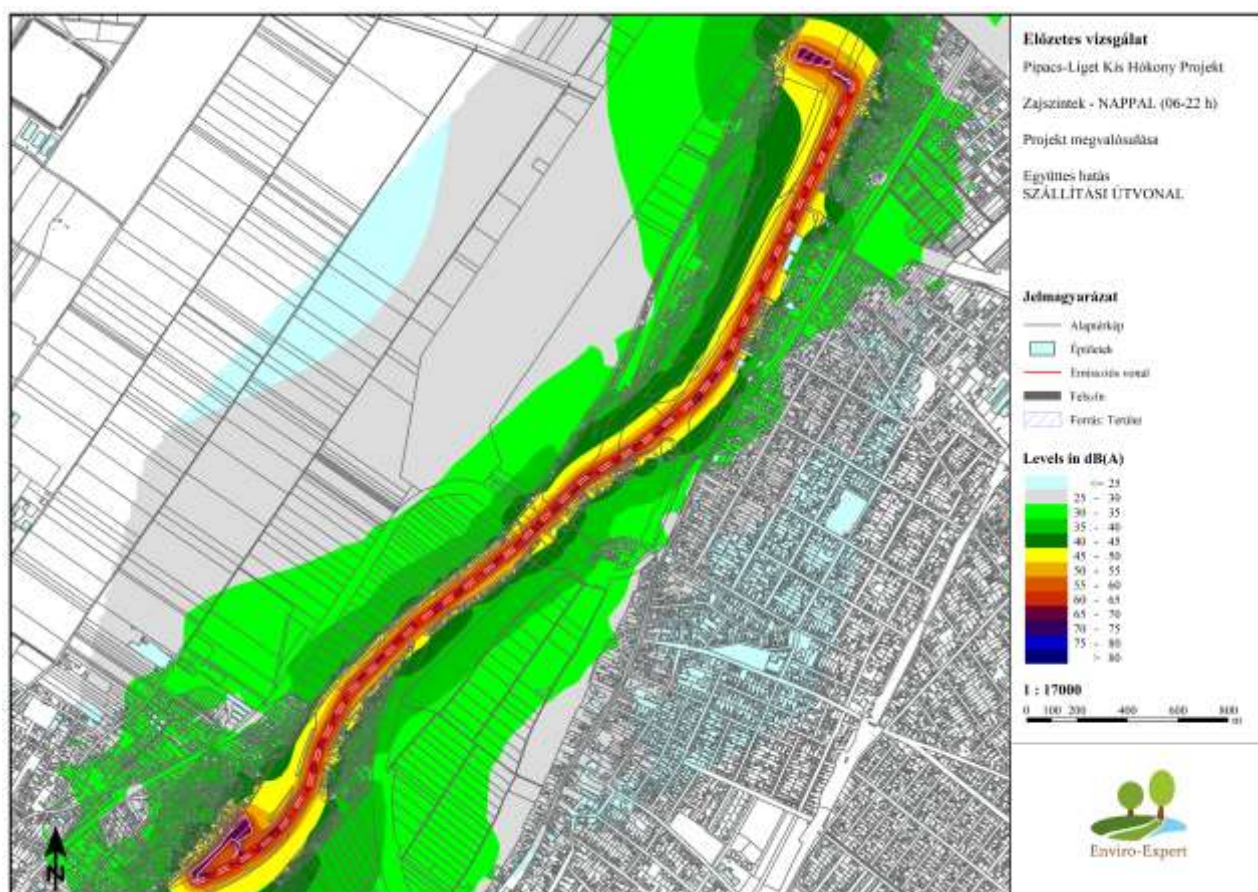 Előzetes vizsgálat
Pipacs-Liget Kis Hókony Projekt
Zajszintek - NAPPAL (06-22 h)
Projekt megvalósulása
Együttes hatás
SZÁLLÍTÁSI ÚTVONAL
Jelmagyarázat
Alaptérkép
Épületek
Emissziós vonal
Felszín
Forrás: Terület
Levels in dB(A)
<= 25
25 - 30
30 - 35
35 - 40
40 - 45
45 - 50
50 - 55
55 - 60
60 - 65
65 - 70
70 - 75
75 - 80
> 80
1 : 17000
0 100 200 400 600 800
m
Enviro-Expert
N